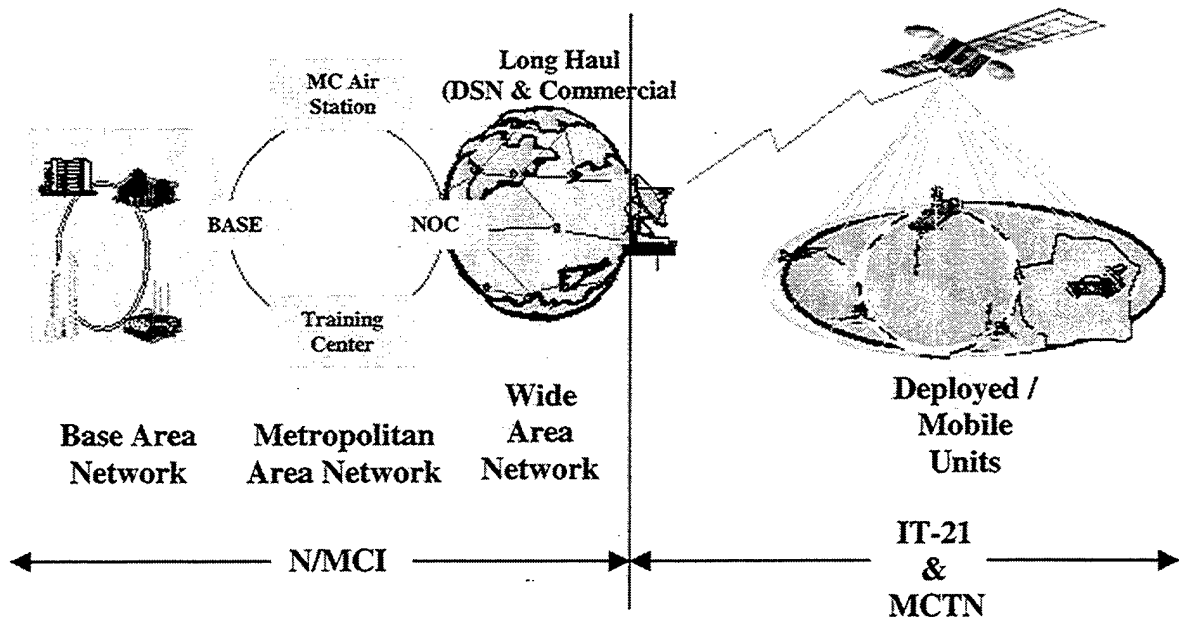 MC Air
Station
Long Haul
(DSN & Commercial
BASE
NOC
Training
Center
Base Area
Network
Metropolitan
Area Network
Wide
Area
Network
Deployed /
Mobile
Units
N/MCI
IT-21
&
MCTN